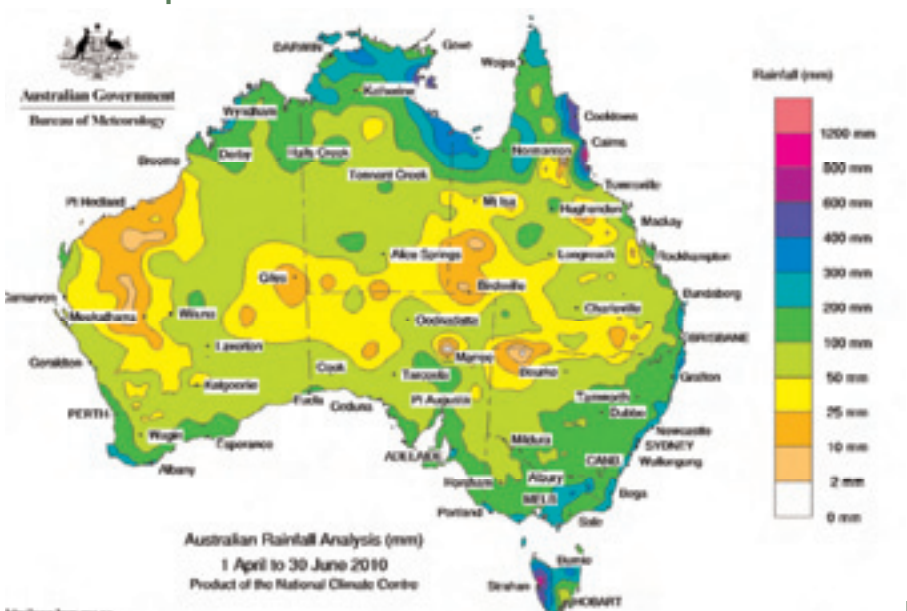 Australian Government
Bureau of Meteorology
DARWIN
Gove
Weipa
Katherine
Wyndham
Cooktown
Derby
Halls Creek
Normanton
Cairns
Broome
Tennant Creek
Townsville
Pt Hedland
Mt Isa
Hughenden
Mackay
Alice Springs
Longreach
Rockhampton
Giles
Birdsville
Carnarvon
Bundaberg
Meekatharra
Wiluna
Charleville
Oodnadatta
BRISBANE
Laverton
Marree
Geraldton
Cook
Tarcoola
Bourke
Grafton
Kalgoorlie
Eucla
Ceduna
Pt Augusta
Tamworth
Dubbo
PERTH
Newcastle
Wagin
Esperance
Mildura
SYDNEY
ADELAIDE
CANB.
Wollongong
Albany
Horsham
Albury
MELB
Bega
Portland
Sale
Burnie
Strahan
HOBART
Rainfall (mm)
1200 mm
800 mm
600 mm
400 mm
300 mm
200 mm
100 mm
50 mm
25 mm
10 mm
2 mm
0 mm
Australian Rainfall Analysis (mm)
1 April to 30 June 2010
Product of the National Climate Centre